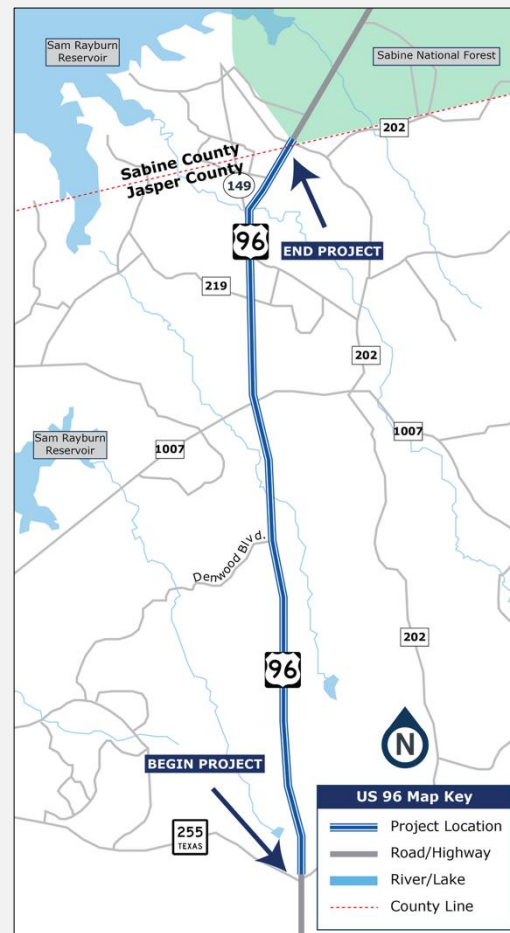 Sam Rayburn
Reservoir
Sabine National Forest
202
Sabine County
Jasper County
149
96
END PROJECT
219
202
Sam Rayburn
Reservoir
1007
1007
Denwood Blvd.
202
96
N
BEGIN PROJECT
255
TEXAS
US 96 Map Key
Project Location
Road/Highway
River/Lake
County Line